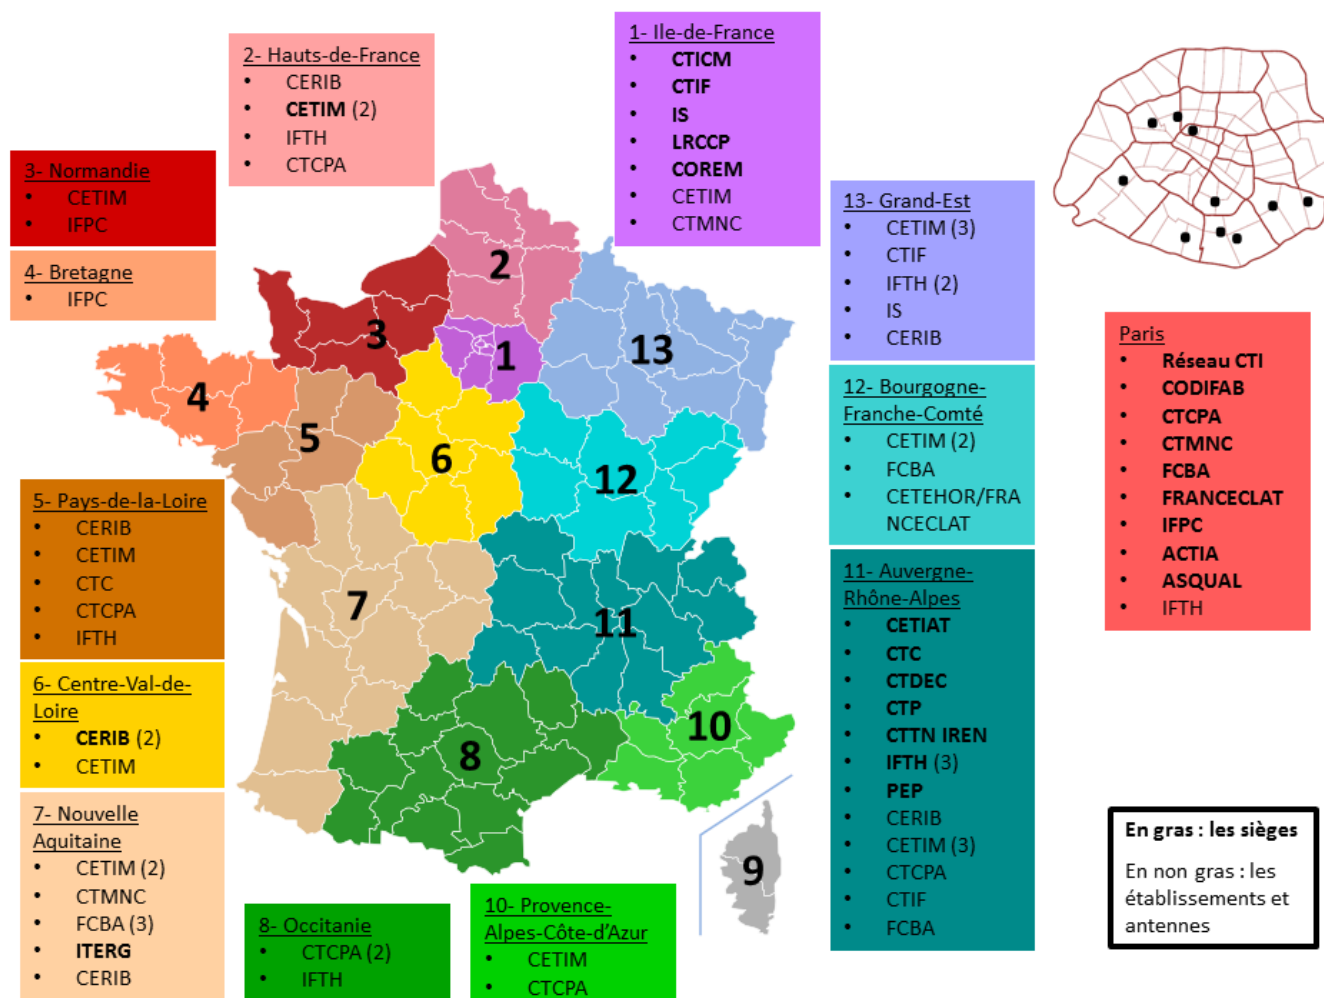 1- Ile-de-France
• CTICM
• CTIF
• IS
• LRCCP
• COREM
• CETIM
• CTMNC
2- Hauts-de-France
• CERIB
• CETIM (2)
• IFTH
• CTCPA
3- Normandie
• CETIM
• IFPC
4- Bretagne
• IFPC
13- Grand-Est
• CETIM (3)
• CTIF
• IFTH (2)
• IS
• CERIB
Paris
• Réseau CTI
• CODIFAB
• CTCPA
• CTMNC
• FCBA
• FRANCECLAT
• IFPC
• ACTIA
• ASQUAL
• IFTH
12- Bourgogne-
Franche-Comté
• CETIM (2)
• FCBA
• CETEHOR/FRA
NCECLAT
5- Pays-de-la-Loire
• CERIB
• CETIM
• CTC
• CTCPA
• IFTH
11- Auvergne-
Rhône-Alpes
• CETIAT
• CTC
• CTDEC
• CTP
• CTTN IREN
• IFTH (3)
• PEP
• CERIB
• CETIM (3)
• CTCPA
• CTIF
• FCBA
6- Centre-Val-de-
Loire
• CERIB (2)
• CETIM
7- Nouvelle
Aquitaine
• CETIM (2)
• CTMNC
• FCBA (3)
• ITERG
• CERIB
8- Occitanie
• CTCPA (2)
• IFTH
10- Provence-
Alpes-Côte-d'Azur
• CETIM
• CTCPA
En gras : les sièges
En non gras : les
établissements et
antennes
2
3
1
13
4
5
6
12
7
11
10
8
9